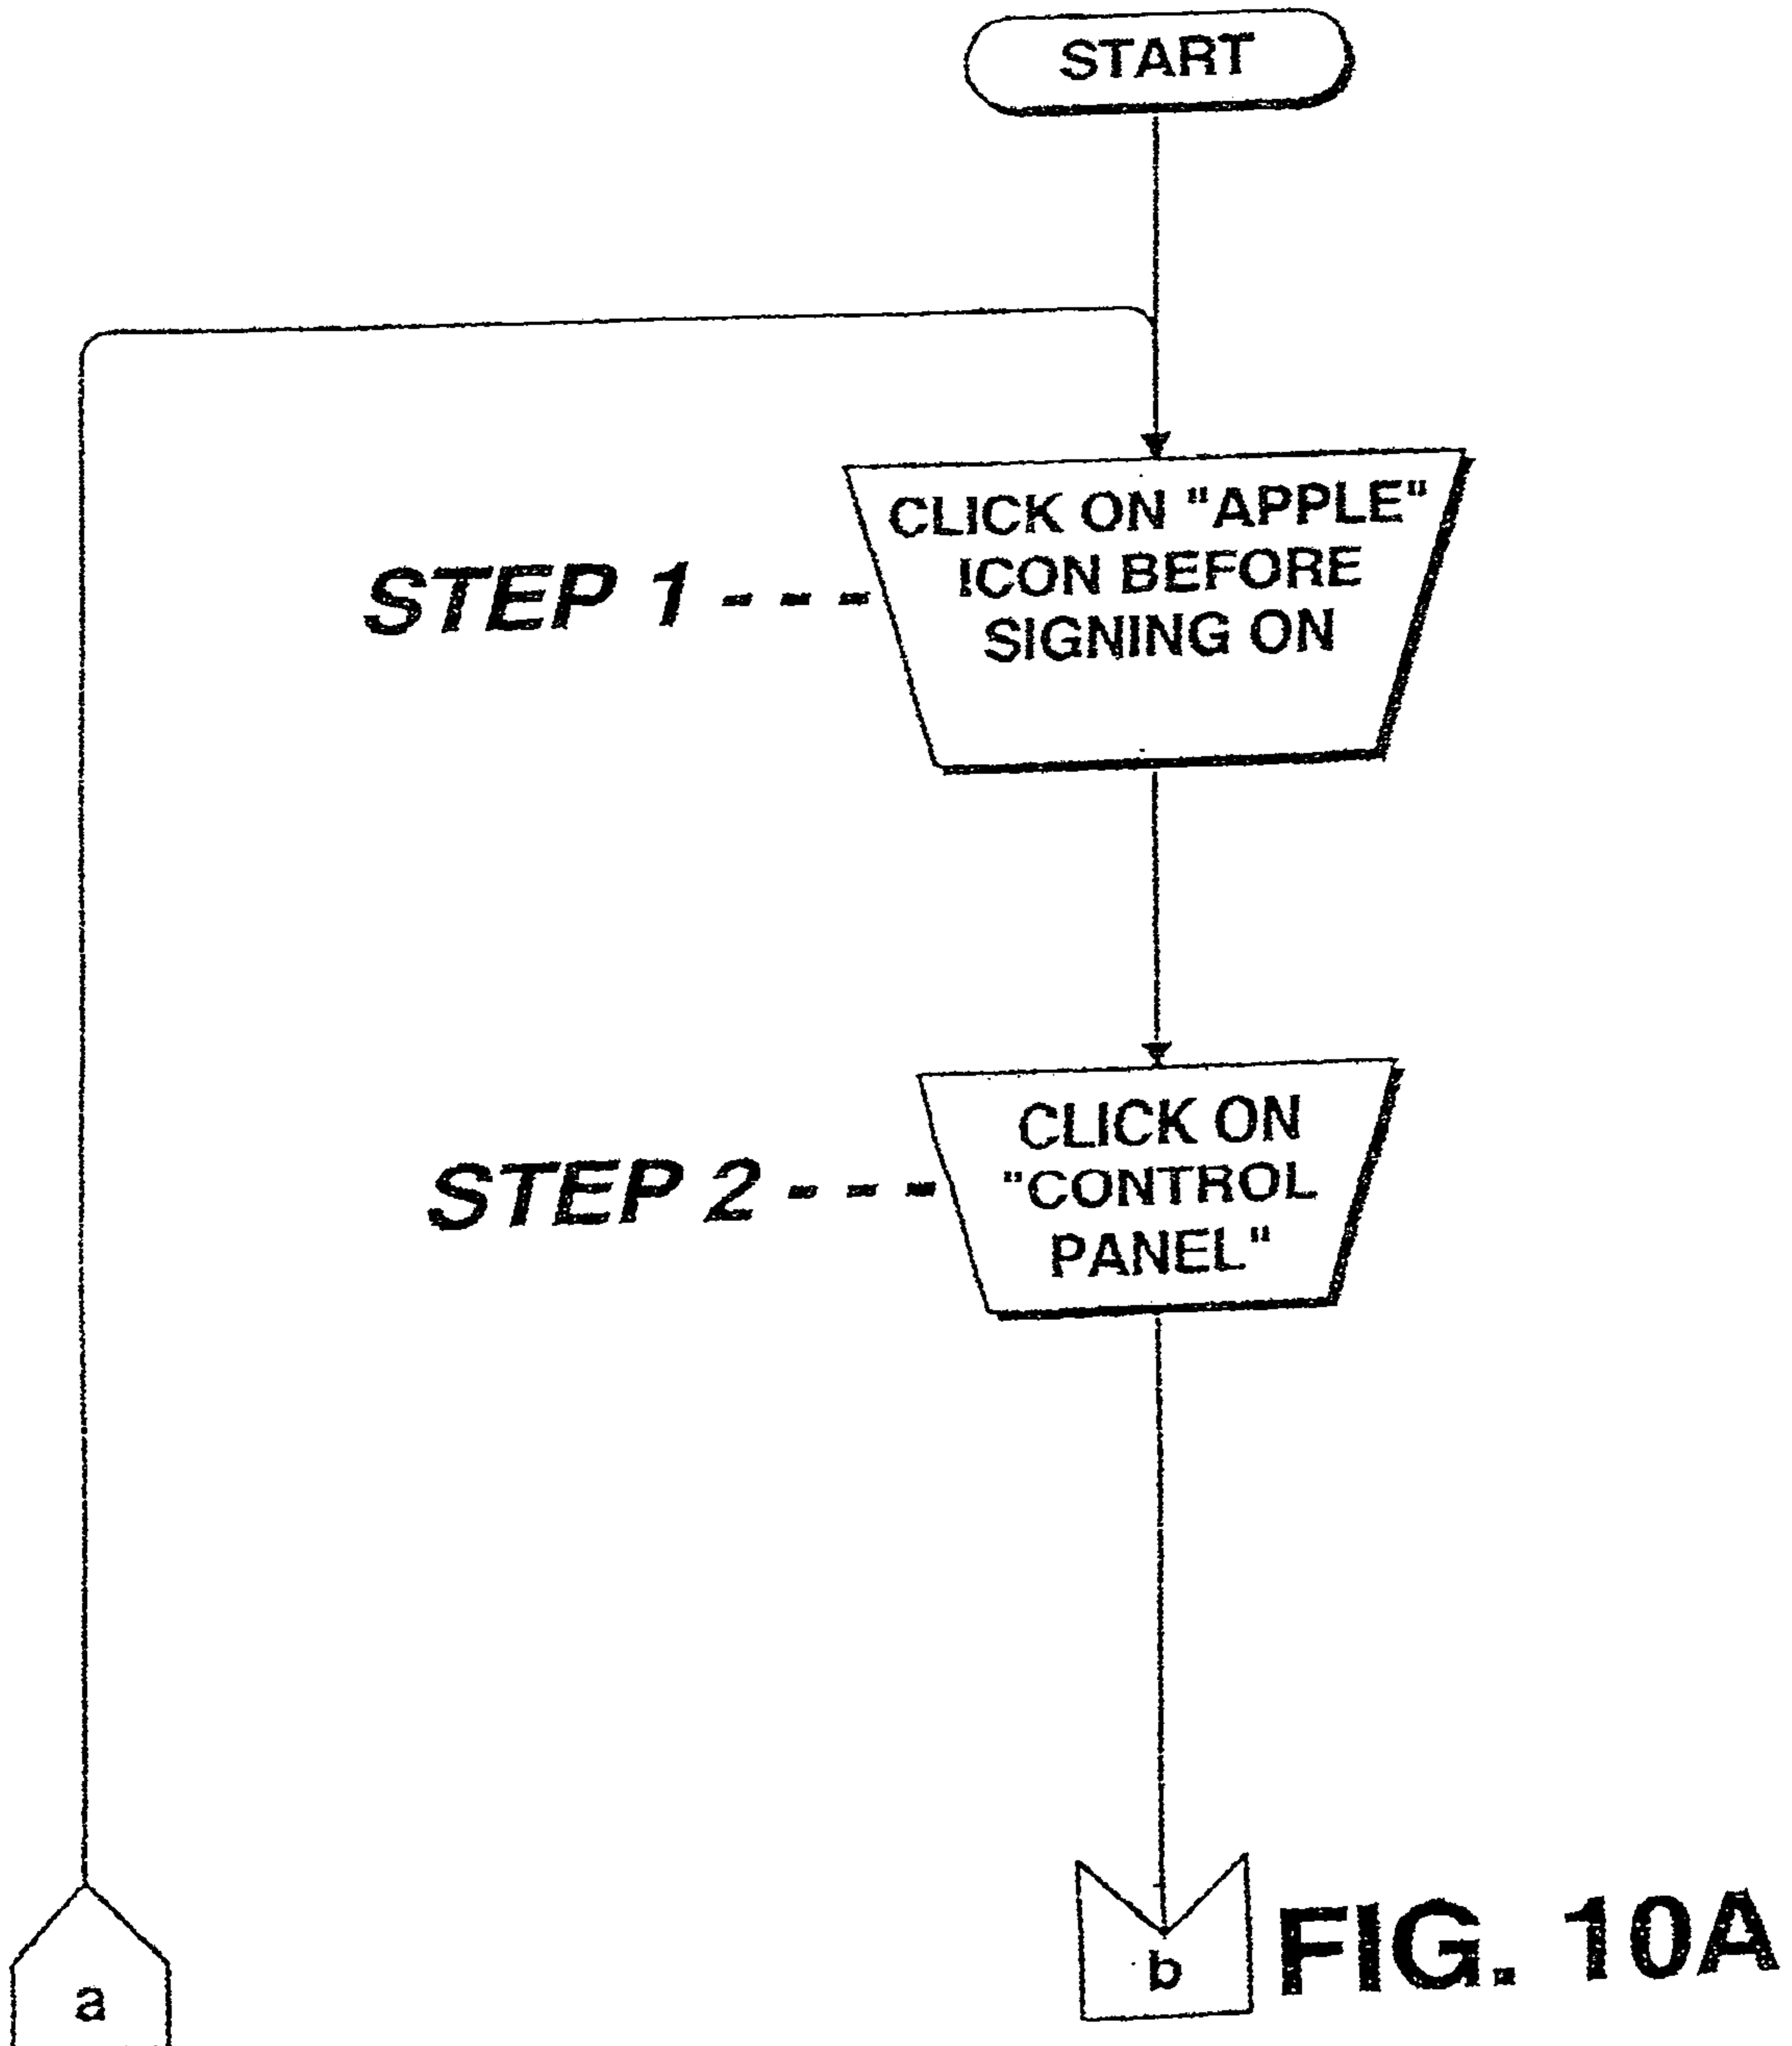 START
CLICK ON "APPLE"
ICON BEFORE
SIGNING ON
STEP 1 - - -
CLICK ON
"CONTROL
PANEL"
STEP 2 - - -
b
FIG. 10A
a